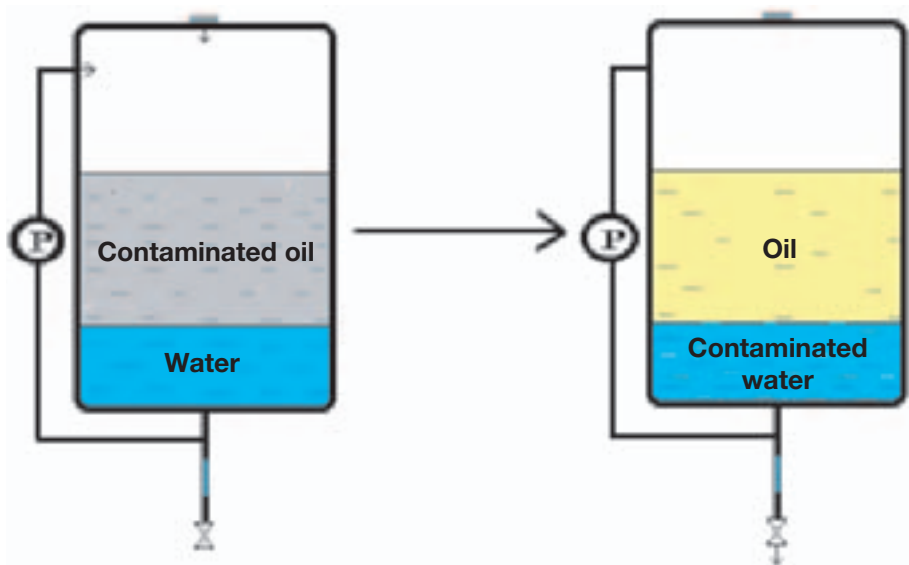 P
Contaminated oil
Water
P
Oil
Contaminated
water